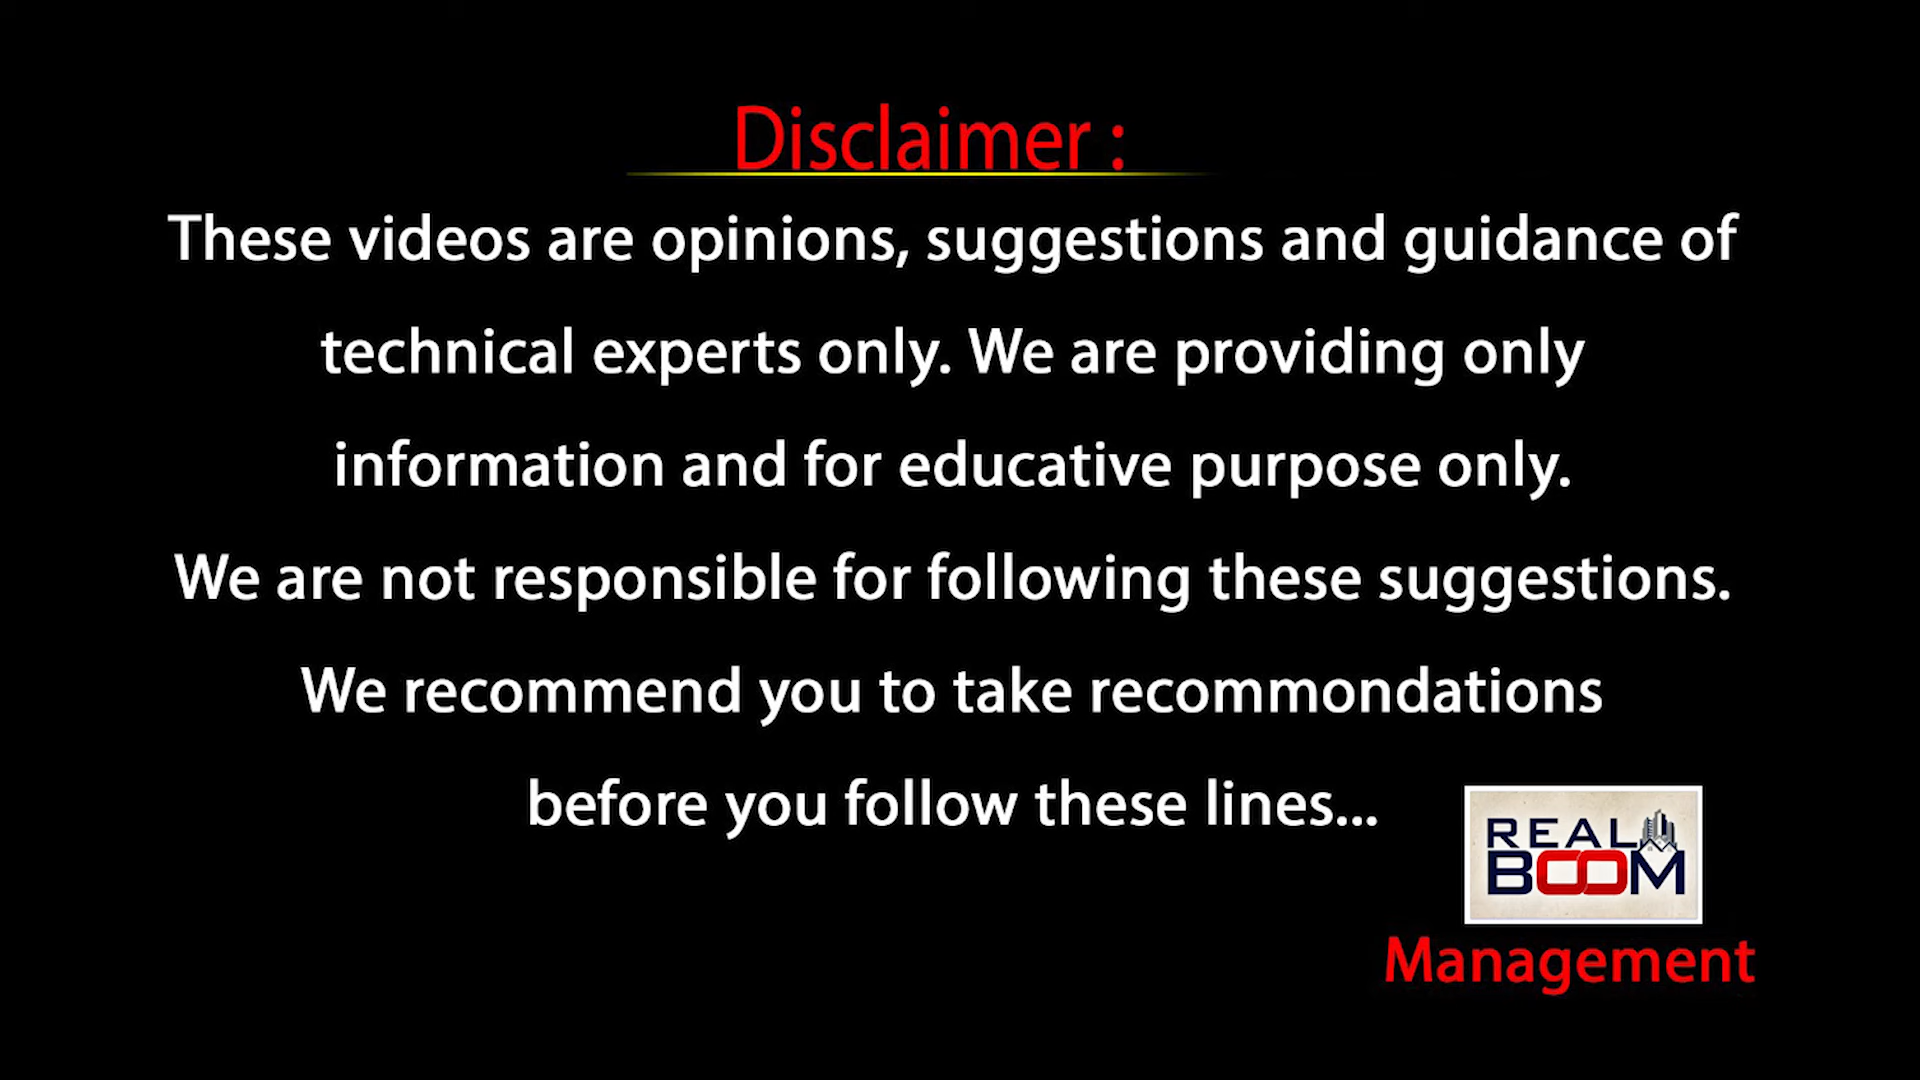 Disclaimer :
These videos are opinions, suggestions and guidance of
technical experts only. We are providing only
information and for educative purpose only.
We are not responsible for following these suggestions.
We recommend you to take recommondations
before you follow these lines...
REAL
BOOM
Management